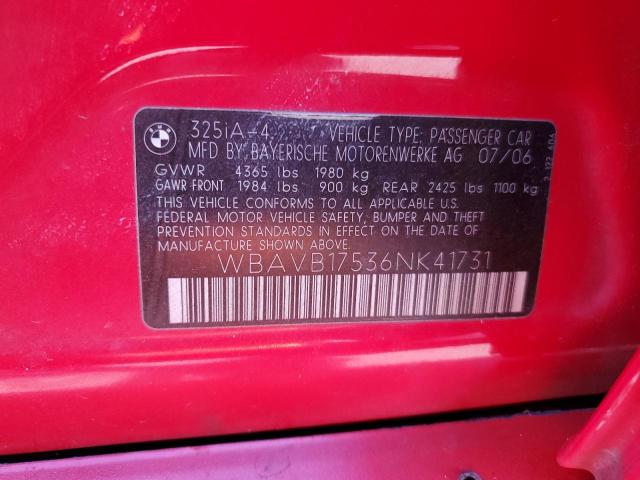 BMW
325iA-4 VEHICLE TYPE: PASSENGER CAR
MFD BY BAYERISCHE MOTORENWERKE AG 07/06
GVWR 4365 lbs 1980 kg
GAWR FRONT 1984 lbs 900 kg REAR 2425 lbs 1100 kg
THIS VEHICLE CONFORMS TO ALL APPLICABLE U.S.
FEDERAL MOTOR VEHICLE SAFETY, BUMPER AND THEFT
PREVENTION STANDARDS IN EFFECT ON THE DATE OF
MANUFACTURE SHOWN ABOVE.
WBAVB17536NK41731